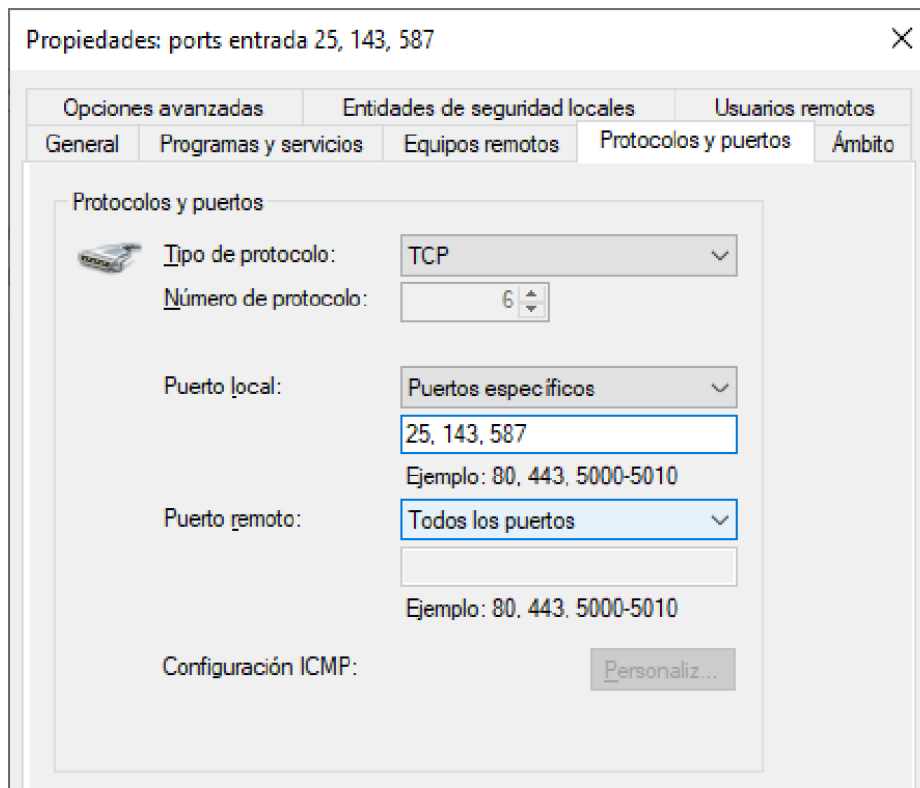 Propiedades: ports entrada 25, 143, 587
Opciones avanzadas Entidades de seguridad locales Usuarios remotos
General Programas y servicios Equipos remotos Protocolos y puertos Ámbito
Protocolos y puertos
Tipo de protocolo: TCP
Número de protocolo: 6
Puerto local: Puertos específicos
25, 143, 587
Ejemplo: 80, 443, 5000-5010
Puerto remoto: Todos los puertos
Ejemplo: 80, 443, 5000-5010
Configuración ICMP: Personaliz...